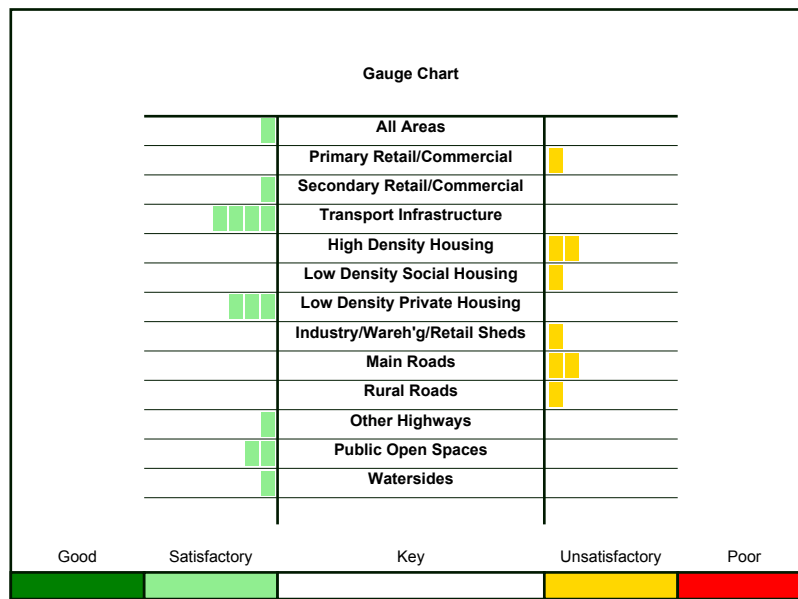 Gauge Chart
All Areas
Primary Retail/Commercial
Secondary Retail/Commercial
Transport Infrastructure
High Density Housing
Low Density Social Housing
Low Density Private Housing
Industry/Wareh'g/Retail Sheds
Main Roads
Rural Roads
Other Highways
Public Open Spaces
Watersides
Good Satisfactory Key Unsatisfactory Poor